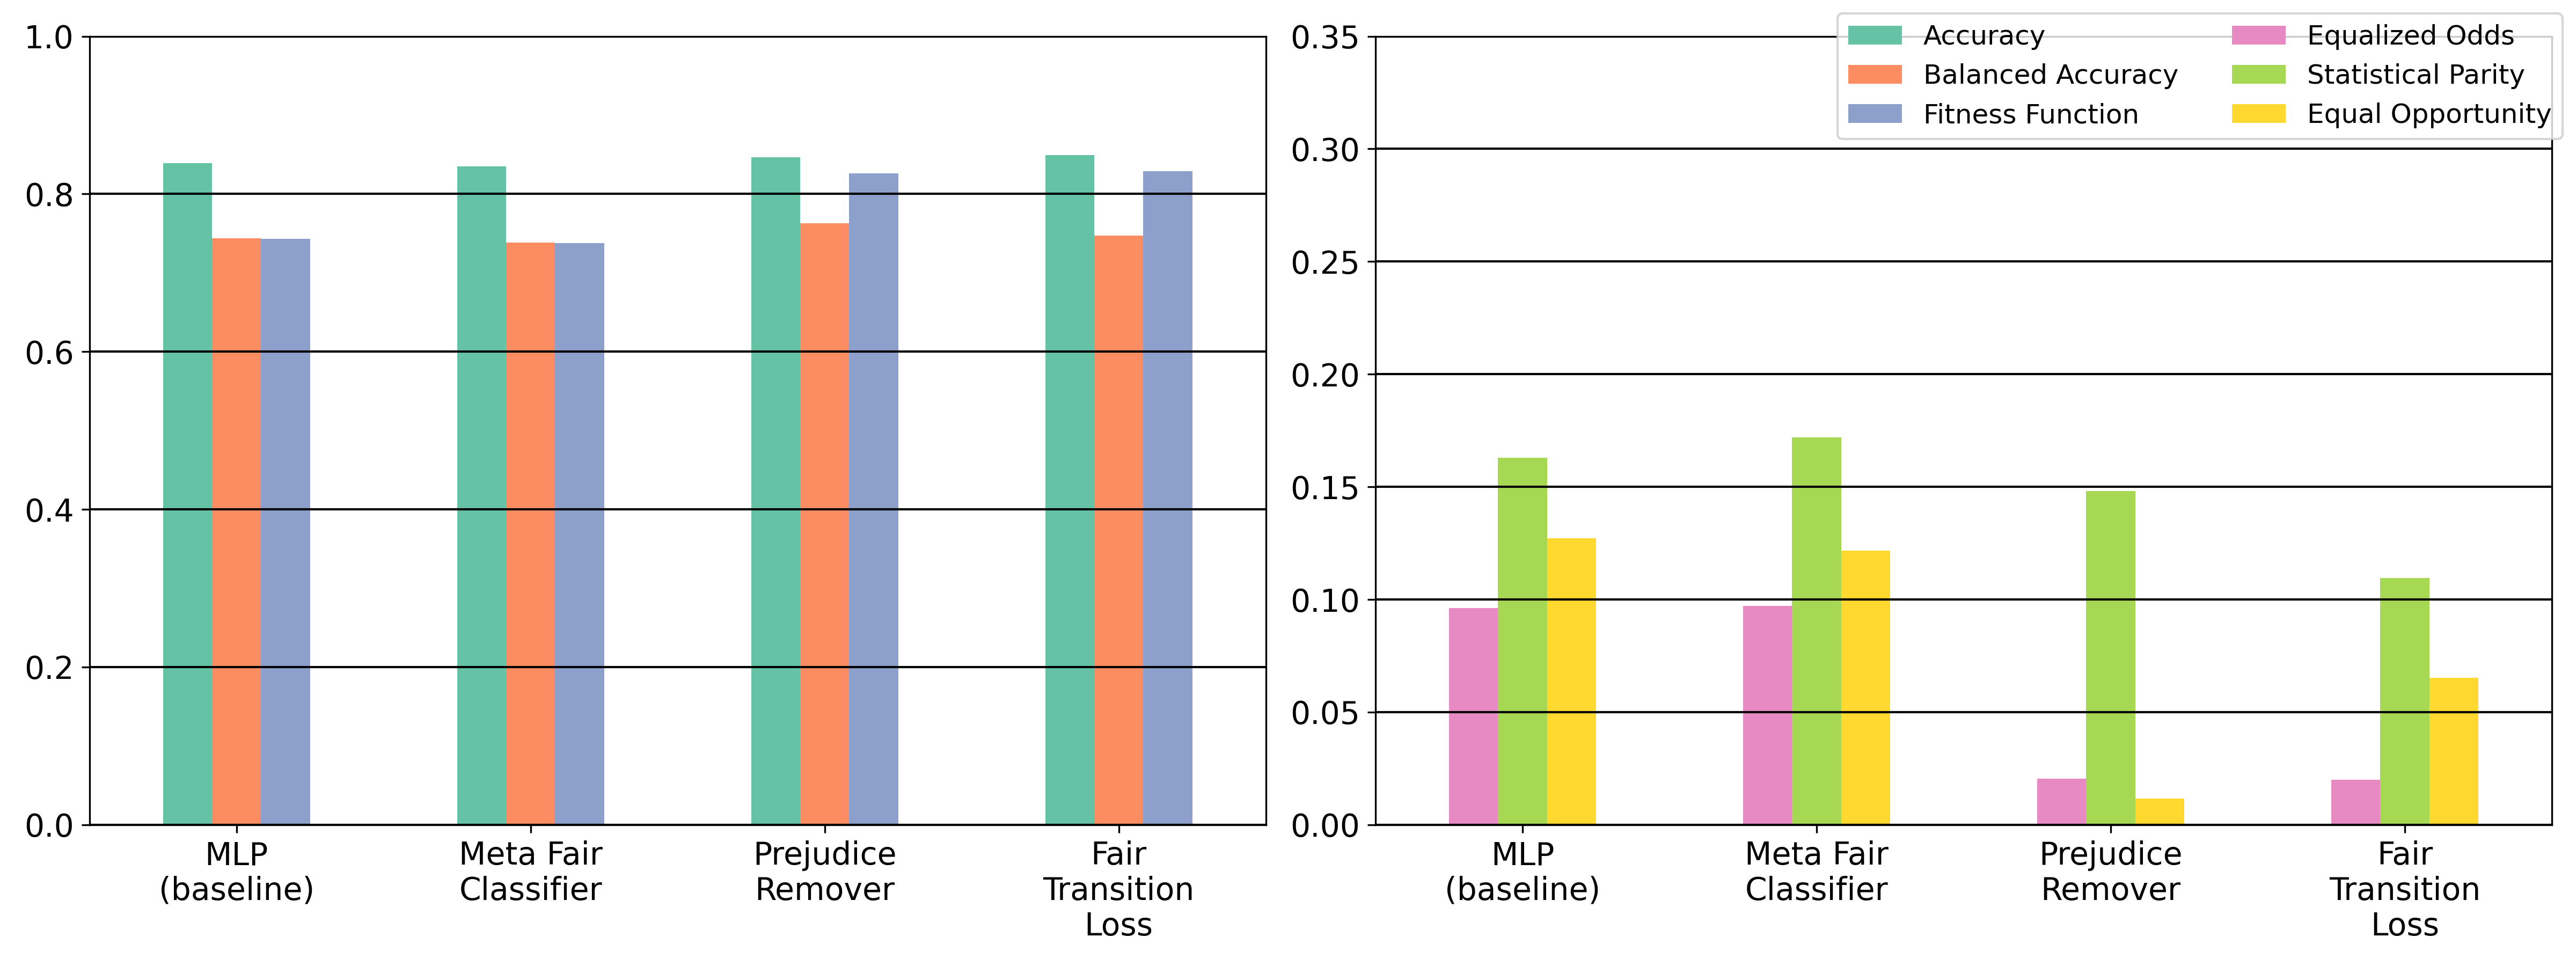 1.0
0.8
0.6
0.4
0.2
0.0
MLP
(baseline)
Meta Fair
Classifier
Prejudice
Remover
Fair
Transition
Loss
0.35
0.30
0.25
0.20
0.15
0.10
0.05
0.00
MLP
(baseline)
Meta Fair
Classifier
Prejudice
Remover
Fair
Transition
Loss
Accuracy
Balanced Accuracy
Fitness Function
Equalized Odds
Statistical Parity
Equal Opportunity